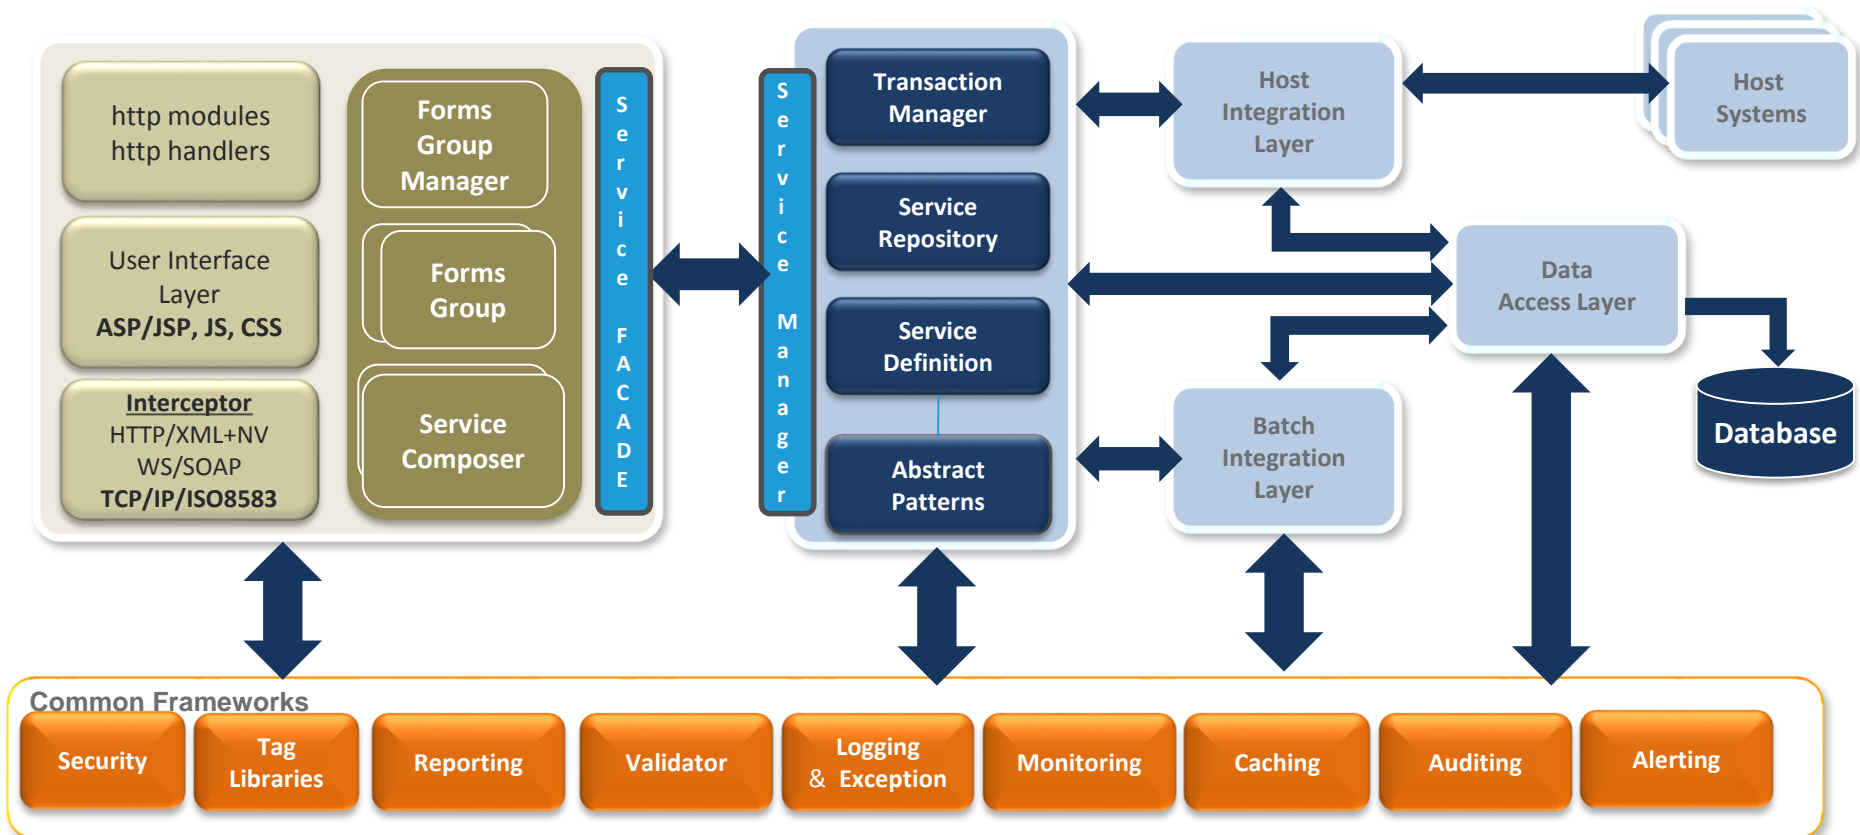 http modules
http handlers
User Interface
Layer
ASP/JSP, JS, CSS
Interceptor
HTTP/XML+NV
WS/SOAP
TCP/IP/ISO8583
Forms
Group
Manager
Forms
Group
Service
Composer
Service FACADE
Service Manager
Transaction
Manager
Service
Repository
Service
Definition
Abstract
Patterns
Host
Integration
Layer
Host
Systems
Data
Access Layer
Batch
Integration
Layer
Database
Common Frameworks
Security
Tag
Libraries
Reporting
Validator
Logging
& Exception
Monitoring
Caching
Auditing
Alerting